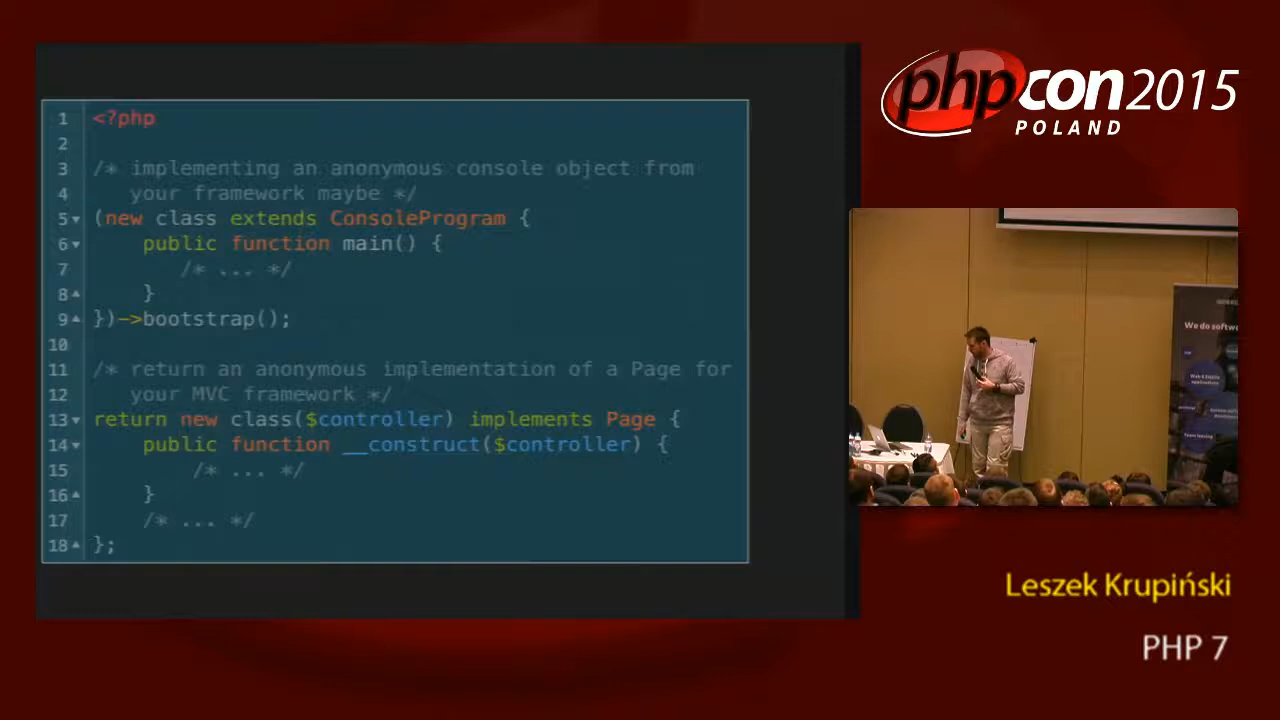 1 <?php
2
3 /* implementing an anonymous console object from
4 your framework maybe */
5 (new class extends ConsoleProgram {
6 public function main() {
7 /* ... */
8 }
9 })->bootstrap();
10
11 /* return an anonymous implementation of a Page for
12 your MVC framework */
13 return new class($controller) implements Page {
14 public function __construct($controller) {
15 /* ... */
16 }
17 /* ... */
18 };
phpcon2015
POLAND
We do softw
Leszek Krupiński
PHP 7